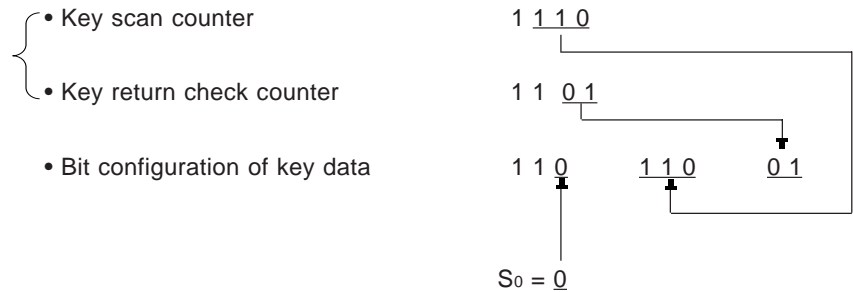 • Key scan counter 1 1 1 1 0
• Key return check counter 1 1 0 1
• Bit configuration of key data 1 1 0 1 1 0 0 1
S0 = 0